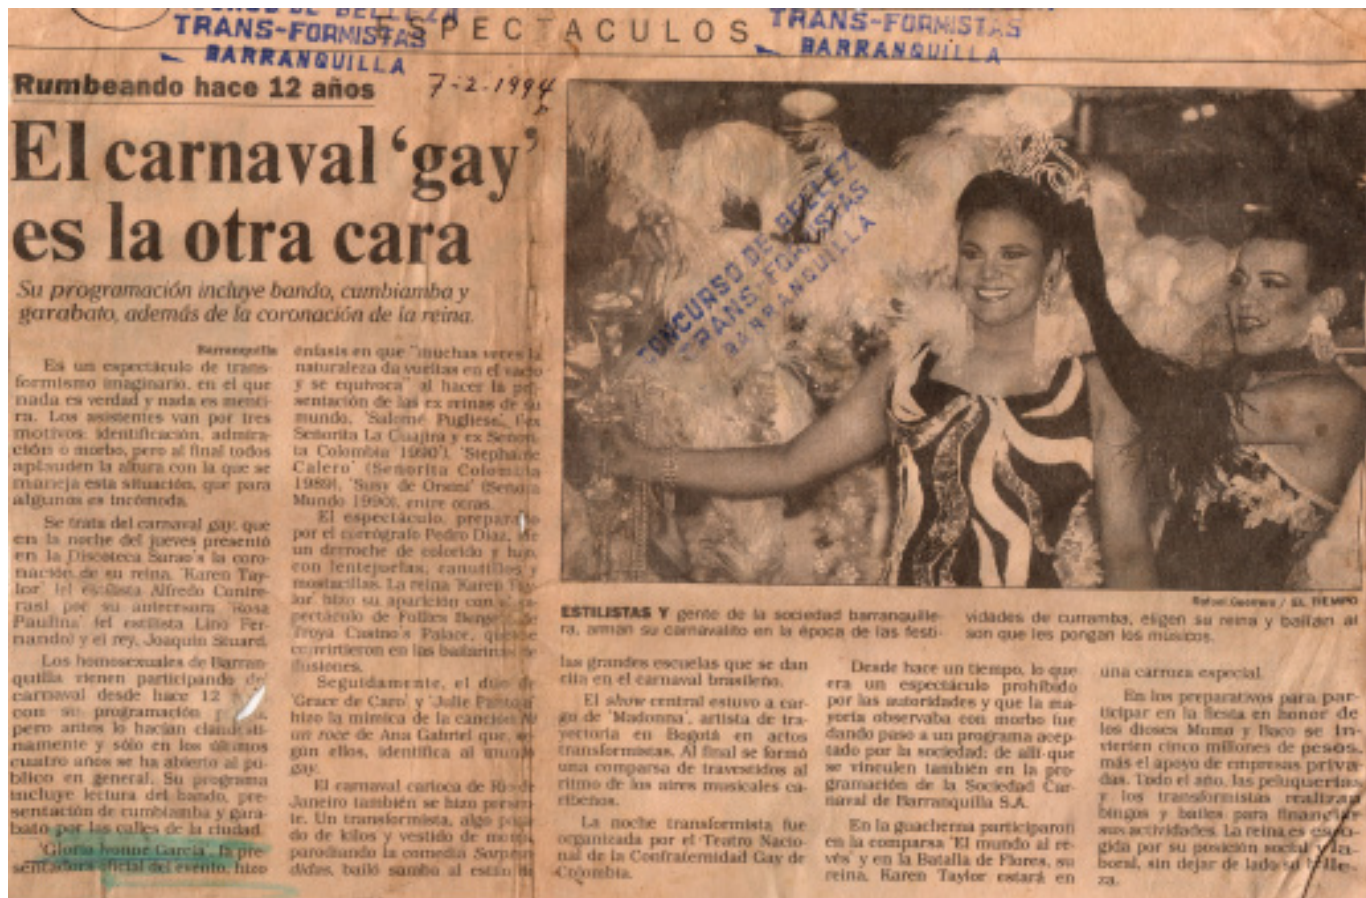 TRANS-FORMISTAS
BARRANQUILLA
ESPECTACULOS
TRANS-FORMISTAS
BARRANQUILLA
Rumbeando hace 12 años
7-2-1994
El carnaval ‘gay’
es la otra cara
Su programación incluye bando, cumbiamba y
garabato, además de la coronación de la reina.
Barranquilla
Es un espectáculo de trans-
formismo imaginario, en el que
nada es verdad y nada es menti-
ra. Los asistentes van por tres
motivos: identificación, admira-
ción o morbo, pero al final todos
aplauden la altura con la que se
maneja esta situación, que para
algunos es incómoda.
Se trata del carnaval gay, que
en la noche del jueves presentó
en la Discoteca Surao's la coro-
nación de su reina, 'Karen Tay-
lor' (el estilista Alfredo Contre-
ras) por su antecesora 'Rosa
Paulina' (el estilista Lino Fer-
nando) y el rey, Joaquín Stuard.
Los homosexuales de Barran-
quilla vienen participando del
carnaval desde hace 12
con su programación
pero antes lo hacían clandesti-
namente y sólo en los últimos
cuatro años se ha abierto al pú-
blico en general. Su programa
incluye lectura del bando, pre-
sentación de cumbiamba y gara-
bato, por las calles de la ciudad.
'Gloria Ivonne García', la pre-
sentadora oficial del evento, hizo
énfasis en que "muchas veces la
naturaleza da vueltas en el vacío
y se equivoca" al hacer la pre-
sentación de las ex reinas de su
mundo, 'Salomé Pugliese', (ex
Señorita La Guajira y ex Señori-
ta Colombia 1990'), 'Stephanie
Calero' (Señorita Colombia
1989), 'Susy de Orsini' (Señora
Mundo 1990), entre otras.
El espectáculo, preparado
por el coreógrafo Pedro Díaz, fue
un derroche de colorido y lujo,
con lentejuelas, canutillos y
mostacillas. La reina 'Karen Tay-
lor' hizo su aparición con el es-
pectáculo de Follies Berger de
Troya Casino's Palace, que se
convirtieron en las bailarinas de
ilusiones.
Seguidamente, el dúo de
'Grace de Caro' y 'Julie Pantoja'
hizo la mímica de la canción Ni
un roce de Ana Gabriel que, se-
gún ellos, identifica al mundo
gay.
El carnaval carioca de Río de
Janeiro también se hizo presen-
te. Un transformista, algo pasa-
do de kilos y vestido de
parodiando la comedia
bailó samba al estilo de
CONCURSO DE BELLEZ
TRANS-FORMISTAS
BARRANQUILLA
/ EL TIEMPO
ESTILISTAS Y gente de la sociedad barranquille-
ra, arman su carnavalito en la época de las festi-
vidades de curramba, eligen su reina y bailan al
son que les pongan los músicos.
las grandes escuelas que se dan
cita en el carnaval brasileño.
El show central estuvo a car-
go de 'Madonna', artista de tra-
yectoria en Bogotá en actos
transformistas. Al final se formó
una comparsa de travestidos al
ritmo de los aires musicales ca-
ribeños.
La noche transformista fue
organizada por el Teatro Nacio-
nal de la Confraternidad Gay de
Colombia.
Desde hace un tiempo, lo que
era un espectáculo prohibido
por las autoridades y que la ma-
yoría observaba con morbo fue
dando paso a un programa acep-
tado por la sociedad; de allí que
se vinculen también en la pro-
gramación de la Sociedad Car-
naval de Barranquilla S.A.
En la guacherna participaron
en la comparsa 'El mundo al re-
vés' y en la Batalla de Flores, su
reina, Karen Taylor estará en
una carroza especial.
En los preparativos para par-
ticipar en la fiesta en honor de
los dioses Momo y Baco se in-
vierten cinco millones de pesos,
más el apoyo de empresas priva-
das. Todo el año, las peluquerías
y los transformistas realizan
bingos y bailes para financiar
sus actividades. La reina es esco-
gida por su posición social y la-
boral, sin dejar de lado su belle-
za.